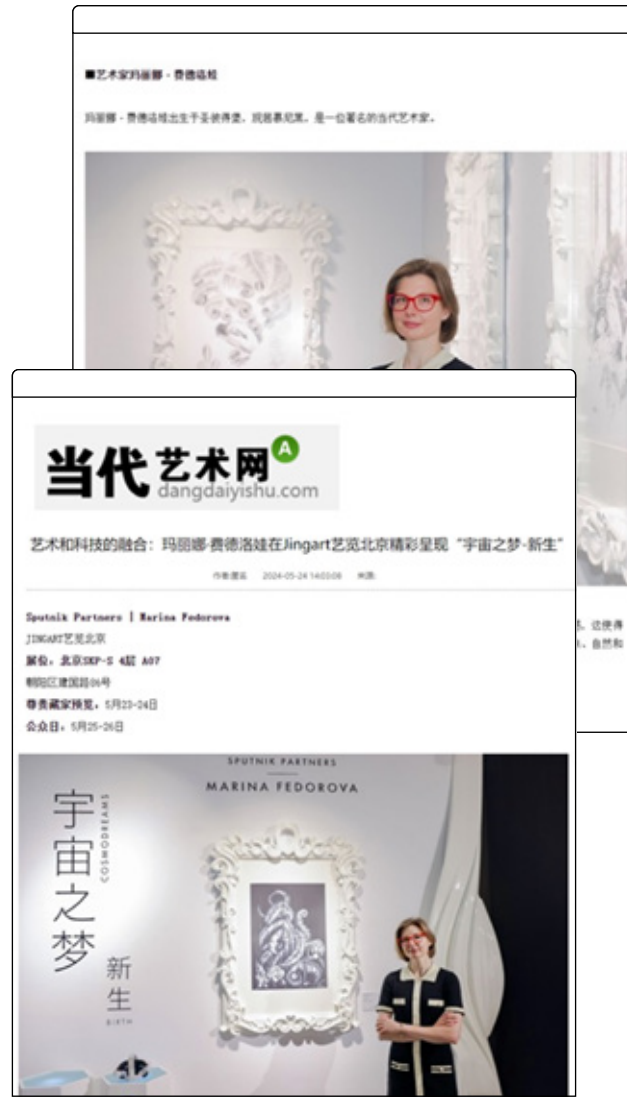 ■艺术家玛丽娜·费德洛娃
玛丽娜·费德洛娃出生于圣彼得堡，现居慕尼黑，是一位著名的当代艺术家。
当代艺术网 A
dangdaiyishu.com
艺术和科技的融合：玛丽娜·费德洛娃在Jingart艺览北京精彩呈现“宇宙之梦-新生”
2024-05-24 14:03:08 来源:
这使得
自然和
Sputnik Partners | Marina Fedorova
JINGART艺览北京
展位：北京SKP-S 4层 A07
朝阳区建国路86号
尊贵藏家预览：5月23-24日
公众日：5月25-26日
SPUTNIK PARTNERS
MARINA FEDOROVA
宇宙之梦
COSMODREAMS
新生
BIRTH